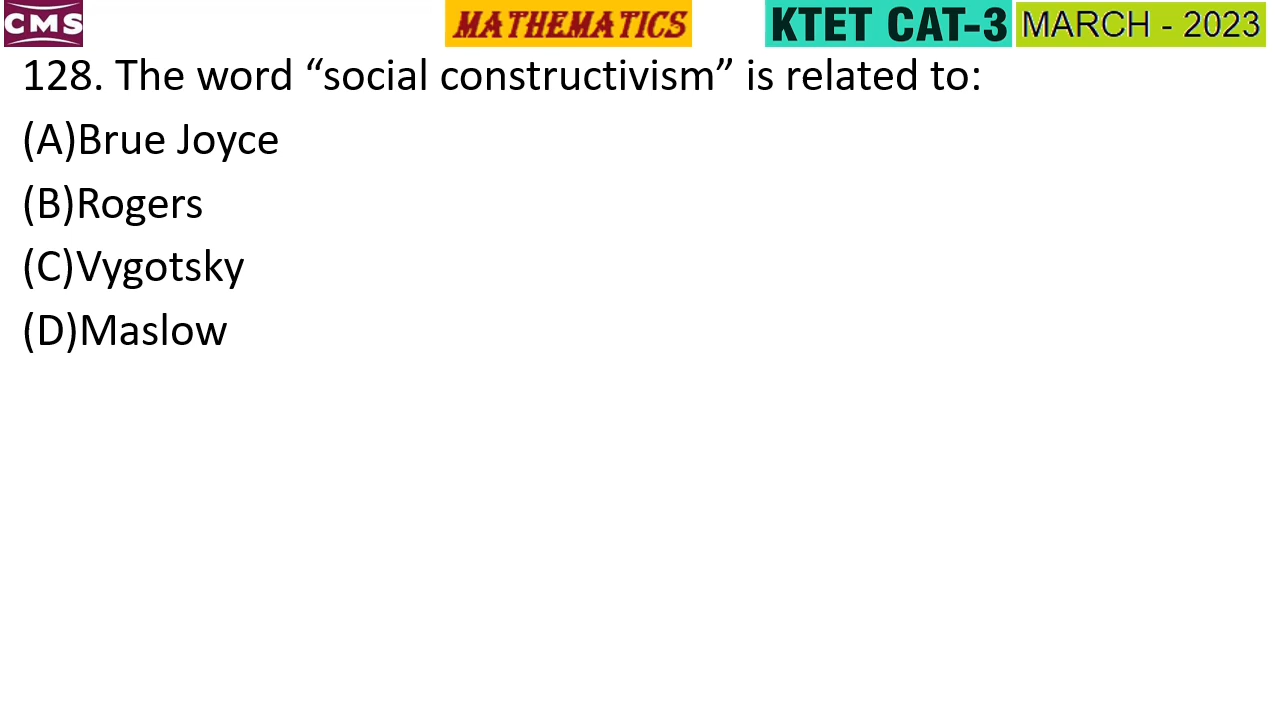 CMS
MATHEMATICS
KTET CAT-3
MARCH - 2023
128. The word “social constructivism” is related to:
(A)Brue Joyce
(B)Rogers
(C)Vygotsky
(D)Maslow